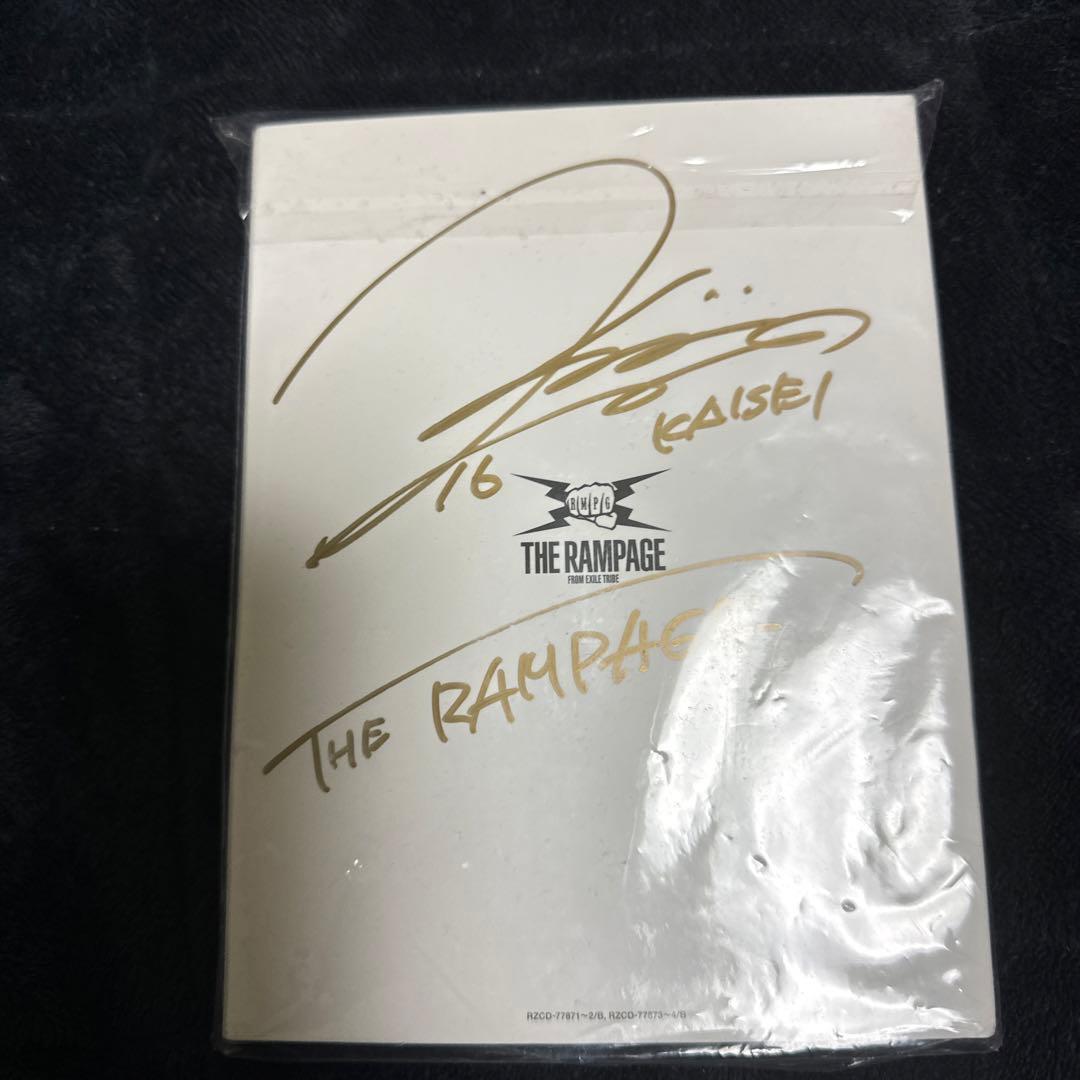 KAISEI
16
RMPG
THE RAMPAGE
FROM EXILE TRIBE
THE RAMPAGE
RZCD-77871~2/B, RZCD-77873~4/B